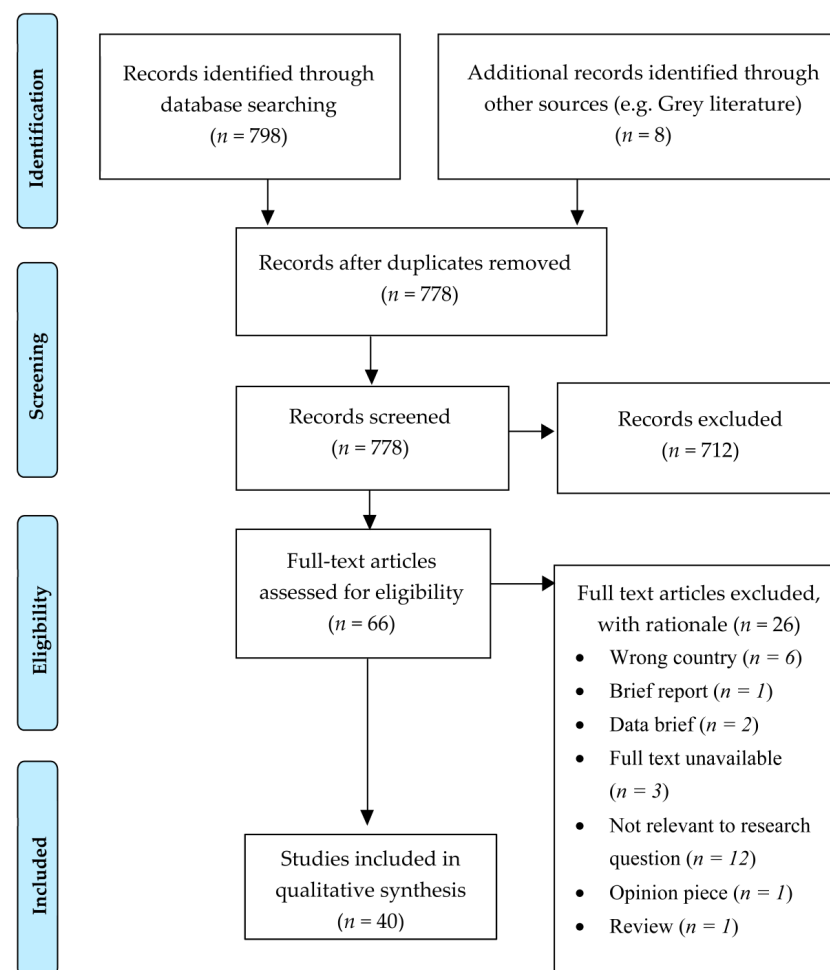 Identification
Records identified through
database searching
(n = 798)
Additional records identified through
other sources (e.g. Grey literature)
(n = 8)
Records after duplicates removed
(n = 778)
Screening
Records screened
(n = 778)
Records excluded
(n = 712)
Eligibility
Full-text articles
assessed for eligibility
(n = 66)
Full text articles excluded,
with rationale (n = 26)
• Wrong country (n = 6)
• Brief report (n = 1)
• Data brief (n = 2)
• Full text unavailable
(n = 3)
• Not relevant to research
question (n = 12)
• Opinion piece (n = 1)
• Review (n = 1)
Included
Studies included in
qualitative synthesis
(n = 40)